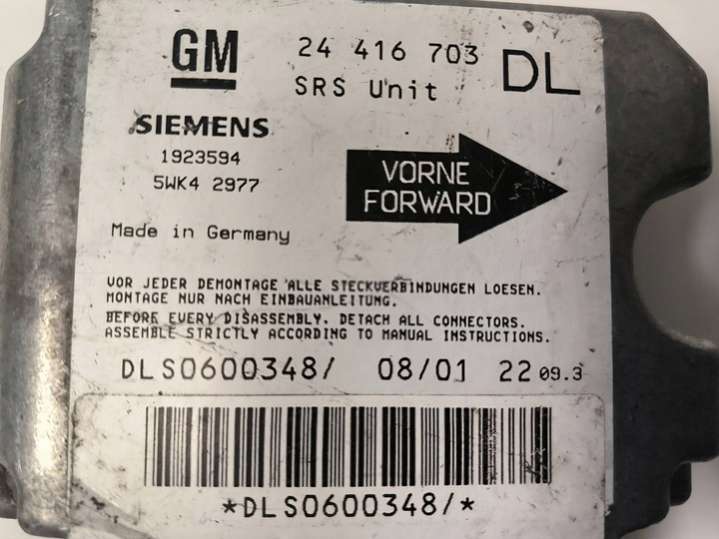 GM 24 416 703 DL
SRS Unit
SIEMENS
1923594
5WK4 2977
VORNE
FORWARD
Made in Germany
VOR JEDER DEMONTAGE ALLE STECKVERBINDUNGEN LOESEN.
MONTAGE NUR NACH EINBAUANLEITUNG.
BEFORE EVERY DISASSEMBLY. DETACH ALL CONNECTORS.
ASSEMBLE STRICTLY ACCORDING TO MANUAL INSTRUCTIONS.
DLS0600348/ 08/01 22 09.3
*DLS0600348/*